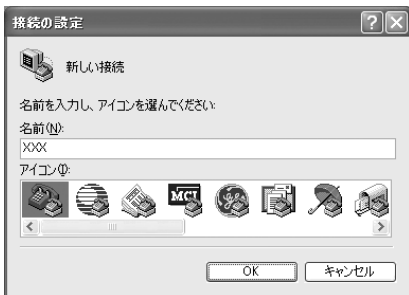 接続の設定
新しい接続
名前を入力し、アイコンを選んでください:
名前(N):
XXX
アイコン(I):
MCI
OK
キャンセル